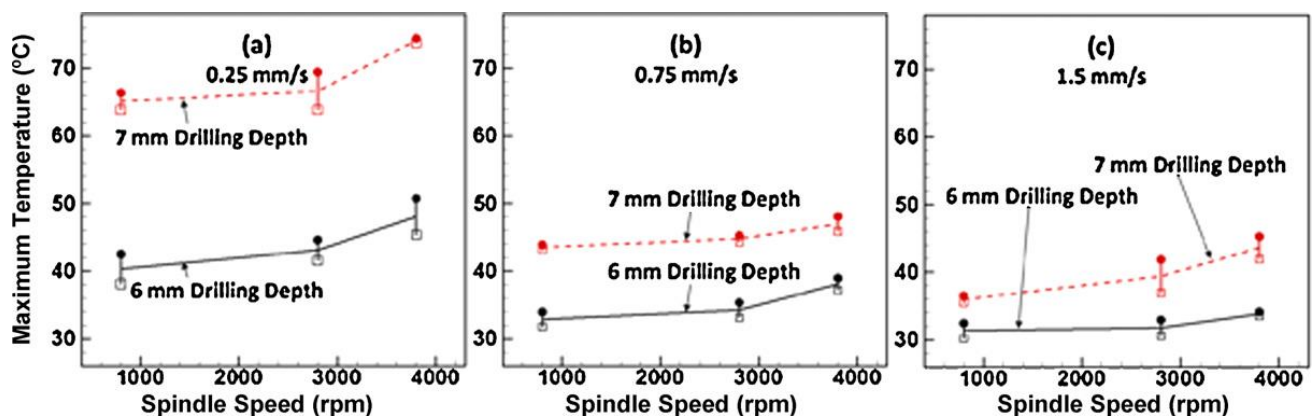 Maximum Temperature (ºC)
70
60
50
40
30
(a)
0.25 mm/s
7 mm Drilling Depth
6 mm Drilling Depth
1000 2000 3000 4000
Spindle Speed (rpm)
70
60
50
40
30
(b)
0.75 mm/s
7 mm Drilling Depth
6 mm Drilling Depth
1000 2000 3000 4000
Spindle Speed (rpm)
70
60
50
40
30
(c)
1.5 mm/s
7 mm Drilling Depth
6 mm Drilling Depth
1000 2000 3000 4000
Spindle Speed (rpm)